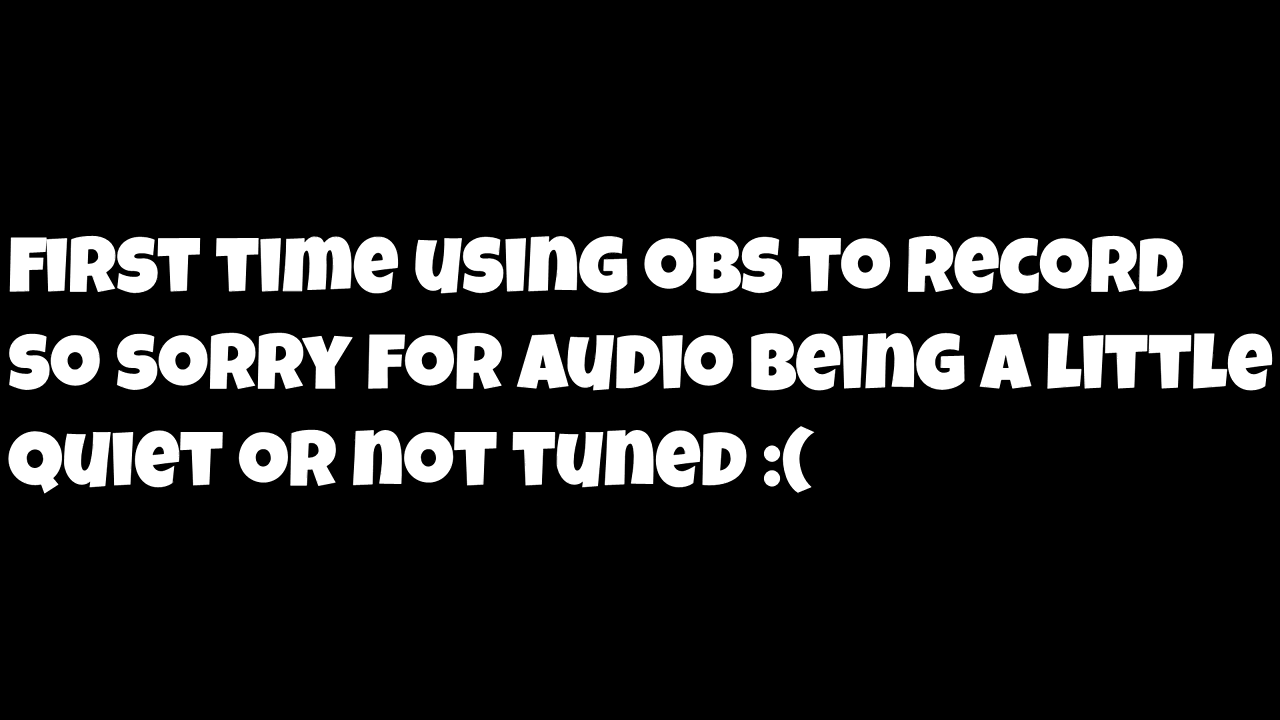 First time using OBS to record
so sorry for audio being a little
quiet or not tuned :(